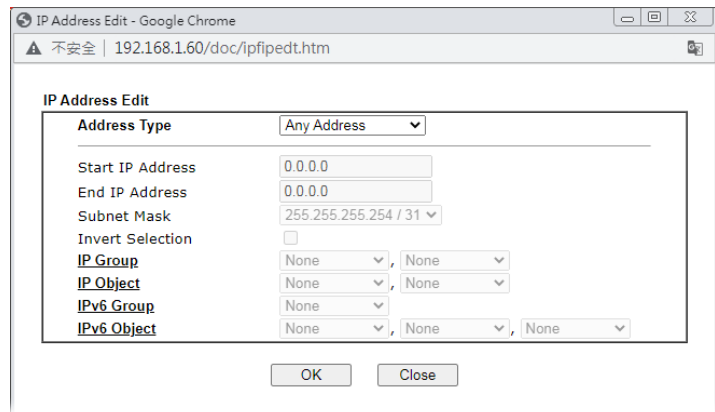 IP Address Edit - Google Chrome
不安全 | 192.168.1.60/doc/ipfipedt.htm
IP Address Edit
Address Type Any Address
Start IP Address 0.0.0.0
End IP Address 0.0.0.0
Subnet Mask 255.255.255.254 / 31
Invert Selection
IP Group None , None
IP Object None , None
IPv6 Group None
IPv6 Object None , None , None
OK Close